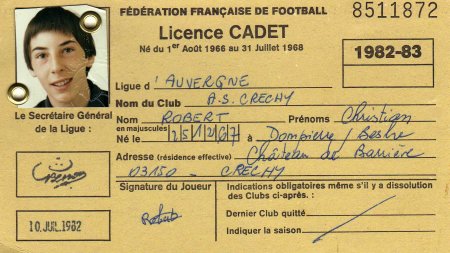 FÉDÉRATION FRANÇAISE DE FOOTBALL 8511872
Licence CADET
Né du 1er Août 1966 au 31 Juillet 1968
1982-83
Ligue d'AUVERGNE
Nom du Club A.S. CRECHY
Nom ROBERT Prénoms Christian
en majuscules
Né le 25/12/67 à Dompierre/Besbre
Adresse (résidence effective) Château de Barrière
03150 - CRECHY
Le Secrétaire Général
de la Ligue :
10 JUIL. 1982
Signature du Joueur
Indications obligatoires même s'il y a dissolution
des Clubs ci-après :
Dernier Club quitté
Indiquer la saison